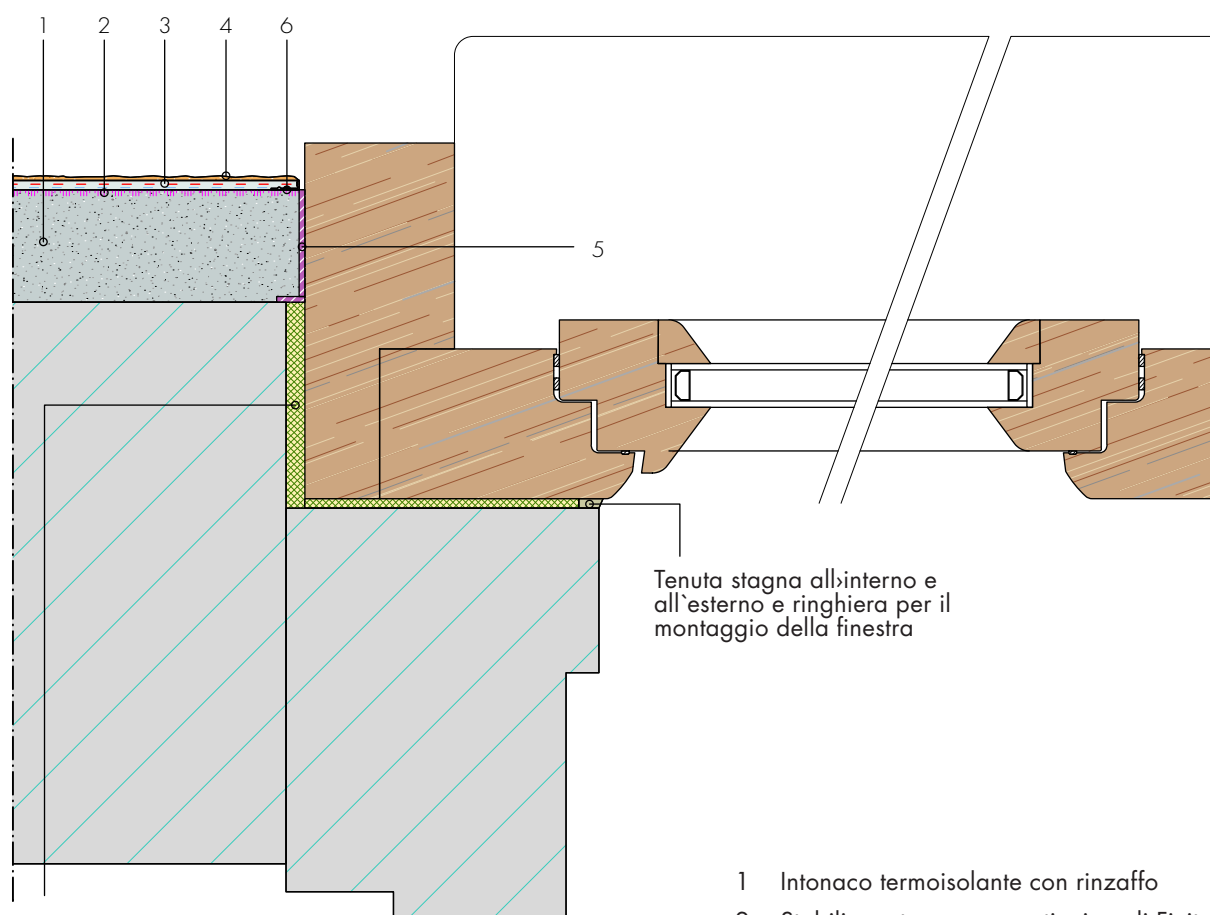 1 2 3 4 6
5
Tenuta stagna all›interno e
all`esterno e ringhiera per il
montaggio della finestra
1 Intonaco termoisolante con rinzaffo